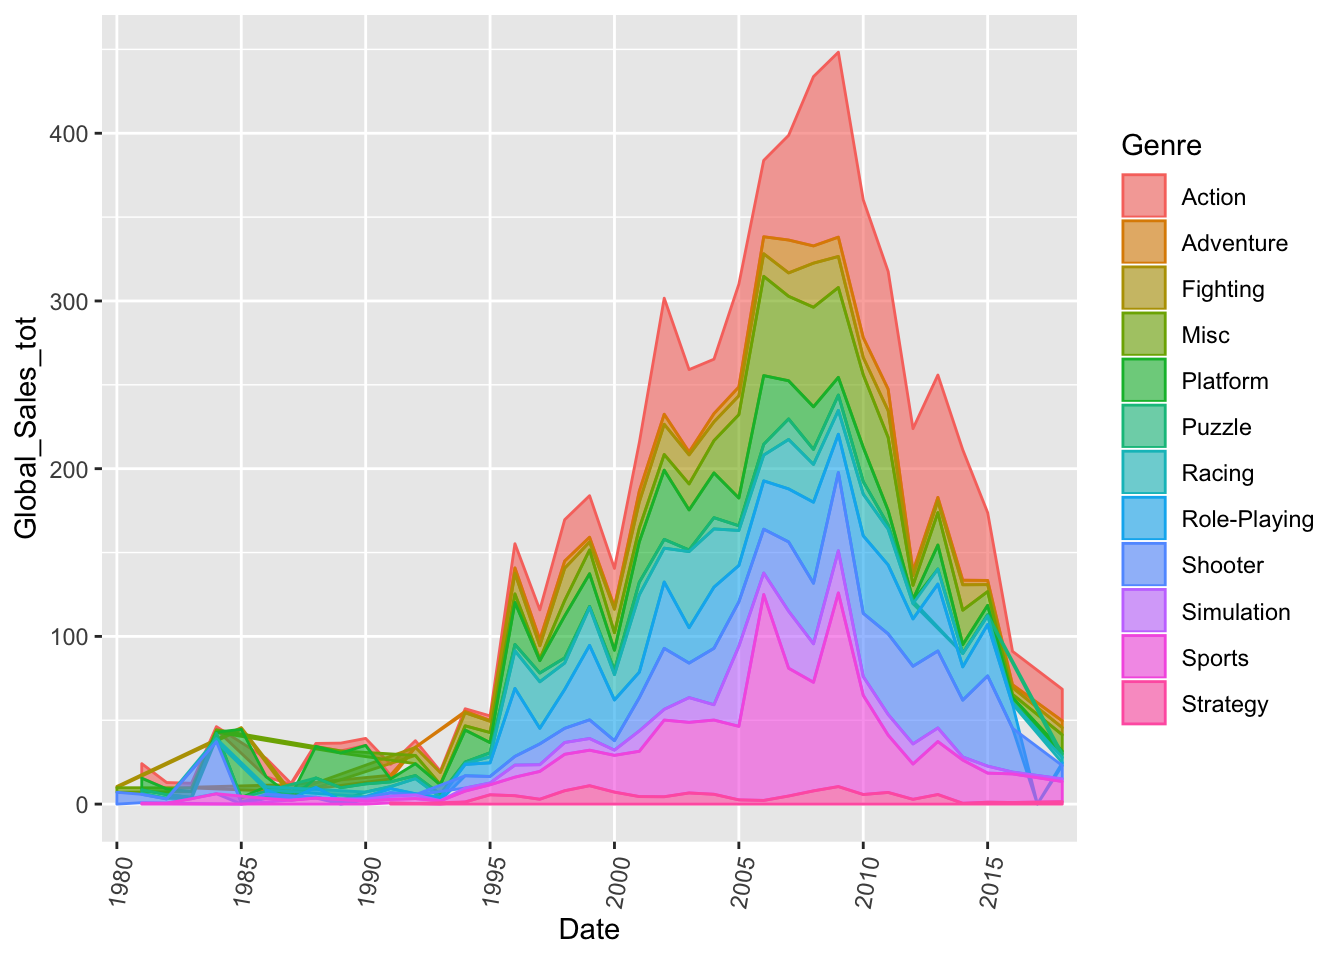 Global_Sales_tot
400
300
200
100
0
1980
1985
1990
1995
2000
2005
2010
2015
Date
Genre
Action
Adventure
Fighting
Misc
Platform
Puzzle
Racing
Role-Playing
Shooter
Simulation
Sports
Strategy